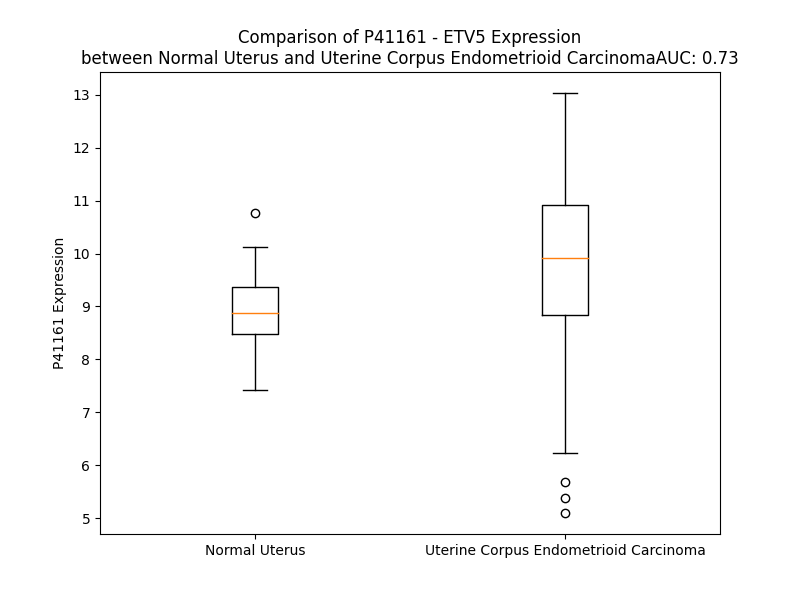 Comparison of P41161 - ETV5 Expression
between Normal Uterus and Uterine Corpus Endometrioid CarcinomaAUC: 0.73
13
12
11
10
9
8
7
6
5
P41161 Expression
Normal Uterus
Uterine Corpus Endometrioid Carcinoma